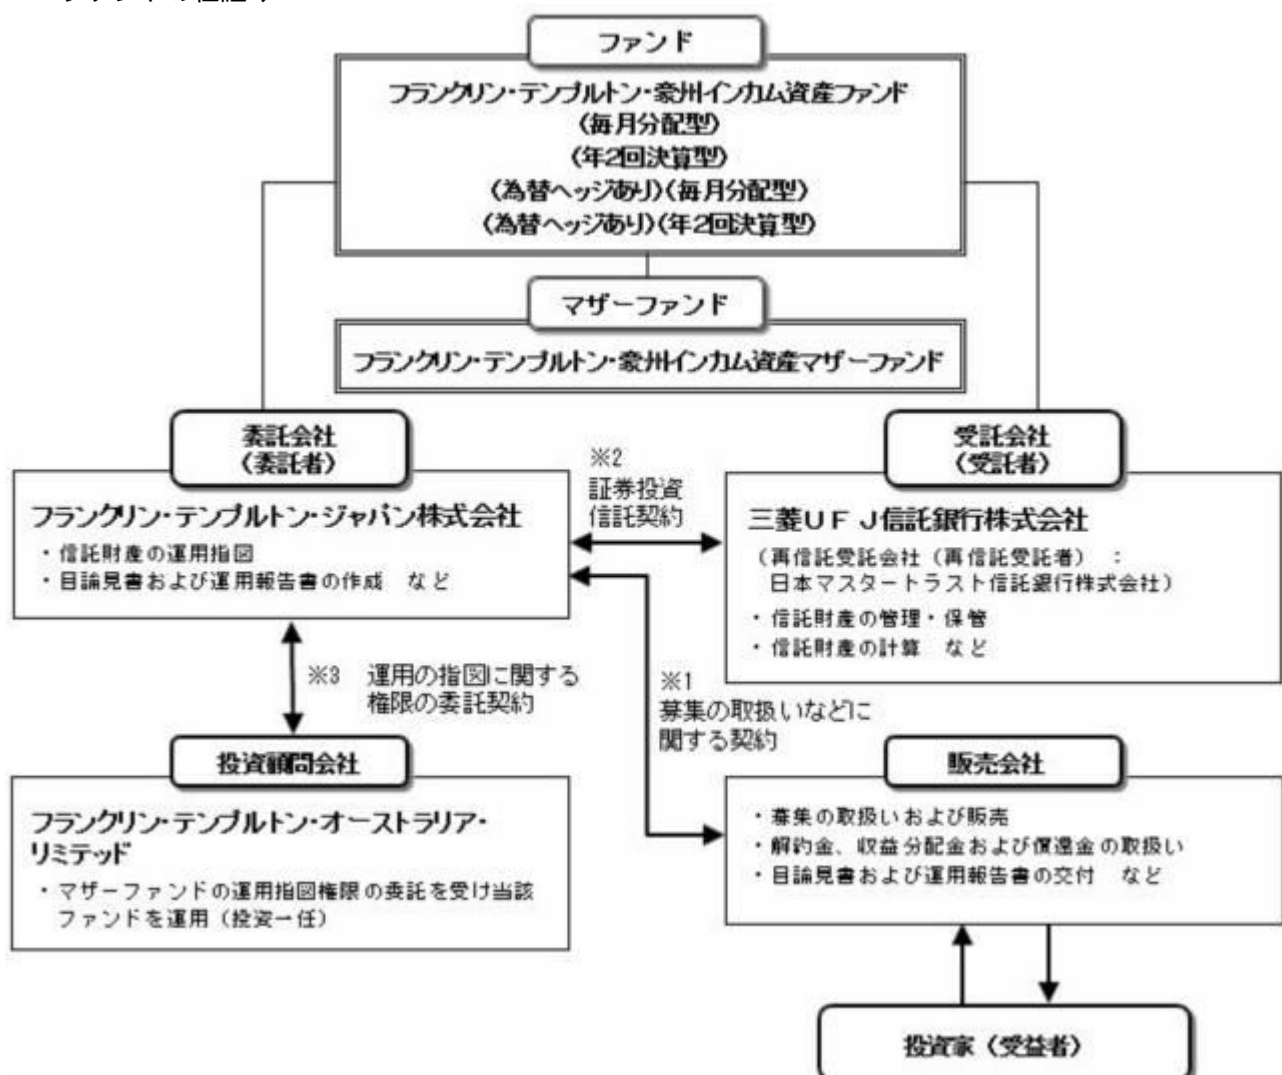 ファンド
フランクリン・テンプルトン・豪州インカム資産ファンド
(毎月分配型)
(年2回決算型)
(為替ヘッジあり)(毎月分配型)
(為替ヘッジあり)(年2回決算型)
マザーファンド
フランクリン・テンプルトン・豪州インカム資産マザーファンド
委託会社
(委託者)
フランクリン・テンプルトン・ジャパン株式会社
・信託財産の運用指図
・目論見書および運用報告書の作成 など
※2
証券投資
信託契約
受託会社
(受託者)
三菱UFJ信託銀行株式会社
(再信託受託会社(再信託受託者) :
日本マスタートラスト信託銀行株式会社)
・信託財産の管理・保管
・信託財産の計算 など
※3 運用の指図に関する
権限の委託契約
※1
募集の取扱いなどに
関する契約
投資顧問会社
フランクリン・テンプルトン・オーストラリア・
リミテッド
・マザーファンドの運用指図権限の委託を受け当該
ファンドを運用(投資一任)
販売会社
・募集の取扱いおよび販売
・解約金、収益分配金および償還金の取扱い
・目論見書および運用報告書の交付 など
投資家(受益者)